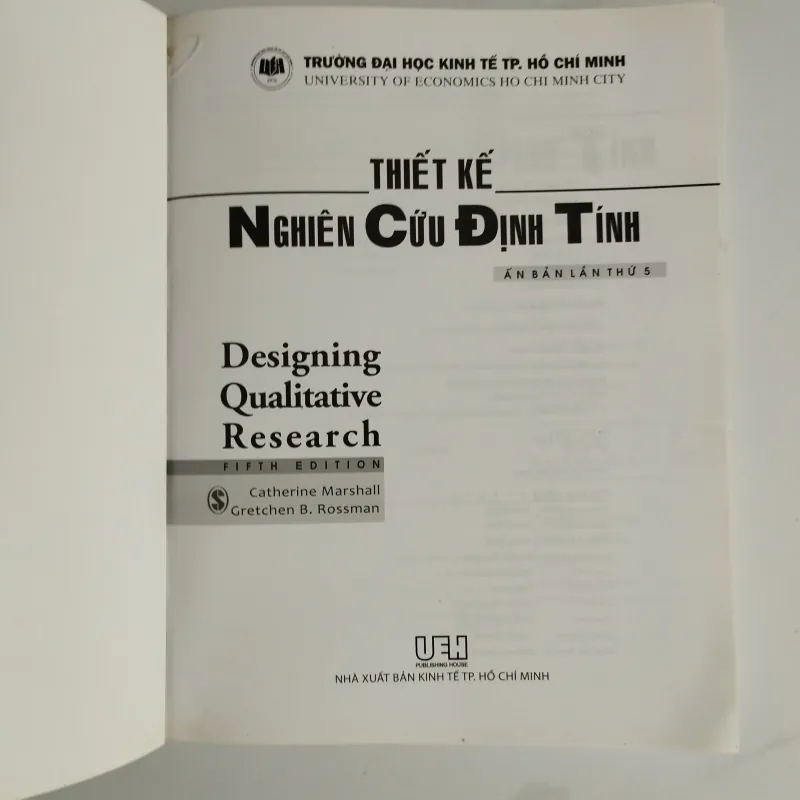 TRƯỜNG ĐẠI HỌC KINH TẾ TP. HỒ CHÍ MINH
UNIVERSITY OF ECONOMICS HO CHI MINH CITY
THIẾT KẾ
NGHIÊN CỨU ĐỊNH TÍNH
ẤN BẢN LẦN THỨ 5
Designing
Qualitative
Research
FIFTH EDITION
Catherine Marshall
Gretchen B. Rossman
UEH
PUBLISHING HOUSE
NHÀ XUẤT BẢN KINH TẾ TP. HỒ CHÍ MINH